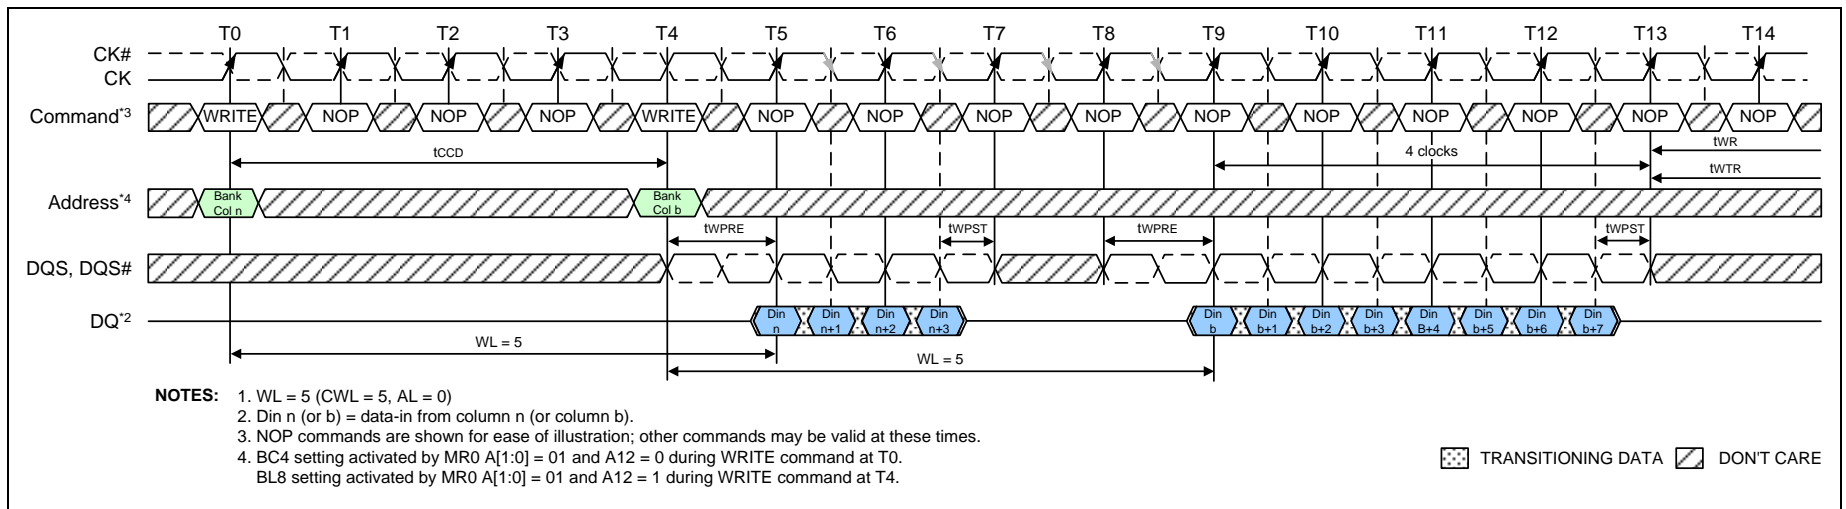 T0 T1 T2 T3 T4 T5 T6 T7 T8 T9 T10 T11 T12 T13 T14
CK#
CK
Command*3 WRITE NOP NOP NOP WRITE NOP NOP NOP NOP NOP NOP NOP NOP NOP NOP
tCCD 4 clocks tWR
tWTR
Address*4 Bank Col n Bank Col b
tWPRE tWPST tWPRE tWPST
DQS, DQS#
DQ*2 Din n Din n+1 Din n+2 Din n+3 Din b Din b+1 Din b+2 Din b+3 Din B+4 Din b+5 Din b+6 Din b+7
WL = 5
WL = 5
NOTES: 1. WL = 5 (CWL = 5, AL = 0)
2. Din n (or b) = data-in from column n (or column b).
3. NOP commands are shown for ease of illustration; other commands may be valid at these times.
4. BC4 setting activated by MR0 A[1:0] = 01 and A12 = 0 during WRITE command at T0.
BL8 setting activated by MR0 A[1:0] = 01 and A12 = 1 during WRITE command at T4.
TRANSITIONING DATA DON'T CARE